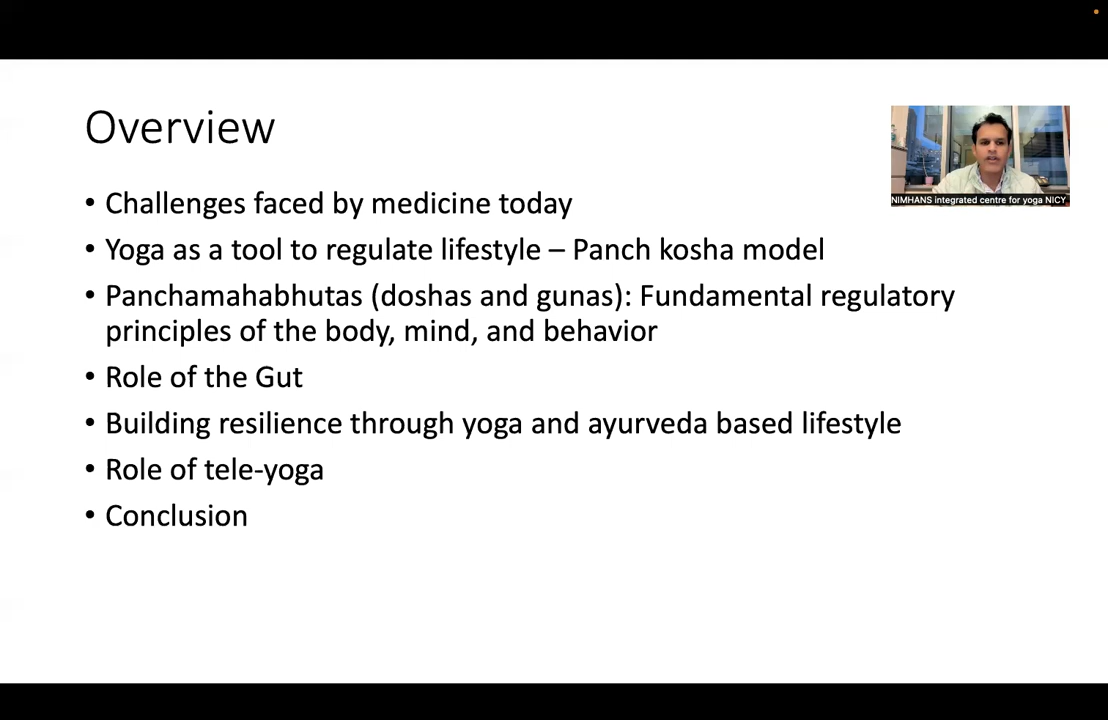 Overview
• Challenges faced by medicine today
• Yoga as a tool to regulate lifestyle – Panch kosha model
• Panchamahabhutas (doshas and gunas): Fundamental regulatory
principles of the body, mind, and behavior
• Role of the Gut
• Building resilience through yoga and ayurveda based lifestyle
• Role of tele-yoga
• Conclusion
NIMHANS integrated centre for yoga NICY